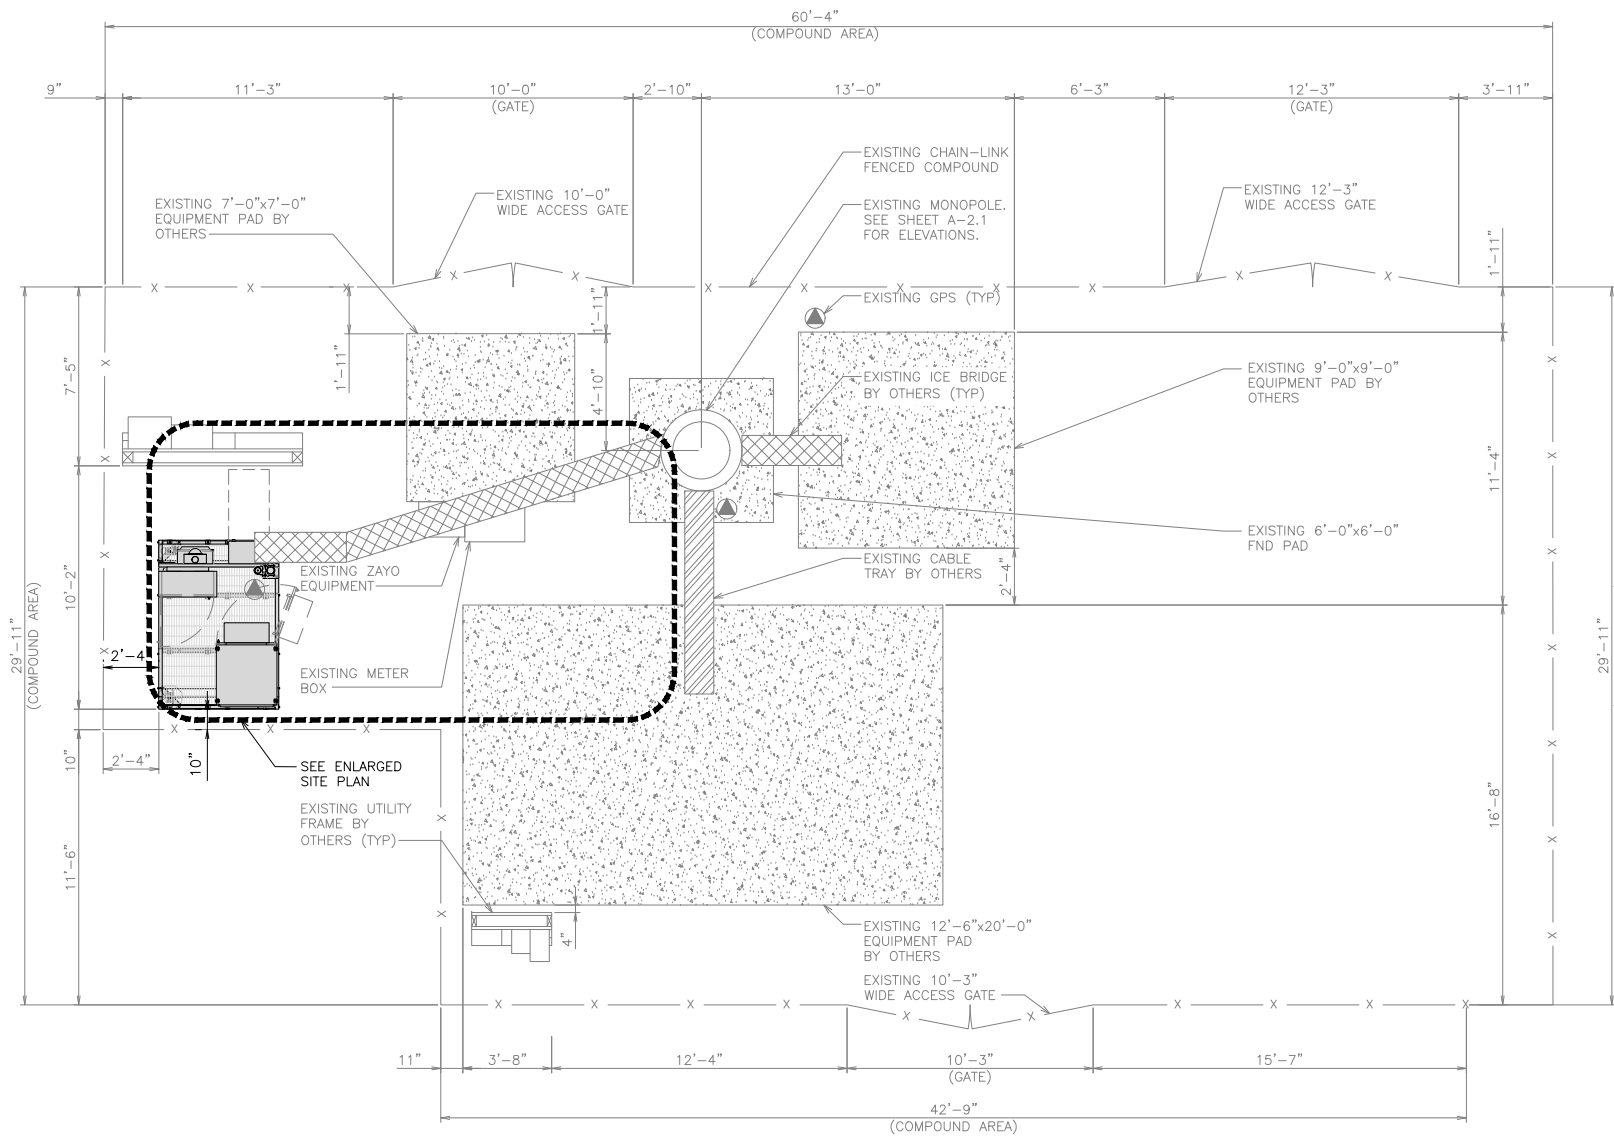 60'-4"
(COMPOUND AREA)
9"
11'-3"
10'-0"
(GATE)
2'-10"
13'-0"
6'-3"
12'-3"
(GATE)
3'-11"
EXISTING CHAIN-LINK
FENCED COMPOUND
EXISTING 7'-0"x7'-0"
EQUIPMENT PAD BY
OTHERS
EXISTING 10'-0"
WIDE ACCESS GATE
EXISTING MONOPOLE.
SEE SHEET A-2.1
FOR ELEVATIONS.
EXISTING 12'-3"
WIDE ACCESS GATE
1'-11"
EXISTING GPS (TYP)
1'-11"
1'-11"
7'-5"
4'-10"
EXISTING ICE BRIDGE
BY OTHERS (TYP)
EXISTING 9'-0"x9'-0"
EQUIPMENT PAD BY
OTHERS
11'-4"
EXISTING 6'-0"x6'-0"
FND PAD
EXISTING CABLE
TRAY BY OTHERS
2'-4"
EXISTING ZAYO
EQUIPMENT
10'-2"
29'-11"
(COMPOUND AREA)
2'-4
EXISTING METER
BOX
29'-11"
10"
2'-4"
10"
SEE ENLARGED
SITE PLAN
EXISTING UTILITY
FRAME BY
OTHERS (TYP)
16'-8"
11'-6"
4"
EXISTING 12'-6"x20'-0"
EQUIPMENT PAD
BY OTHERS
EXISTING 10'-3"
WIDE ACCESS GATE
11"
3'-8"
12'-4"
10'-3"
(GATE)
15'-7"
42'-9"
(COMPOUND AREA)